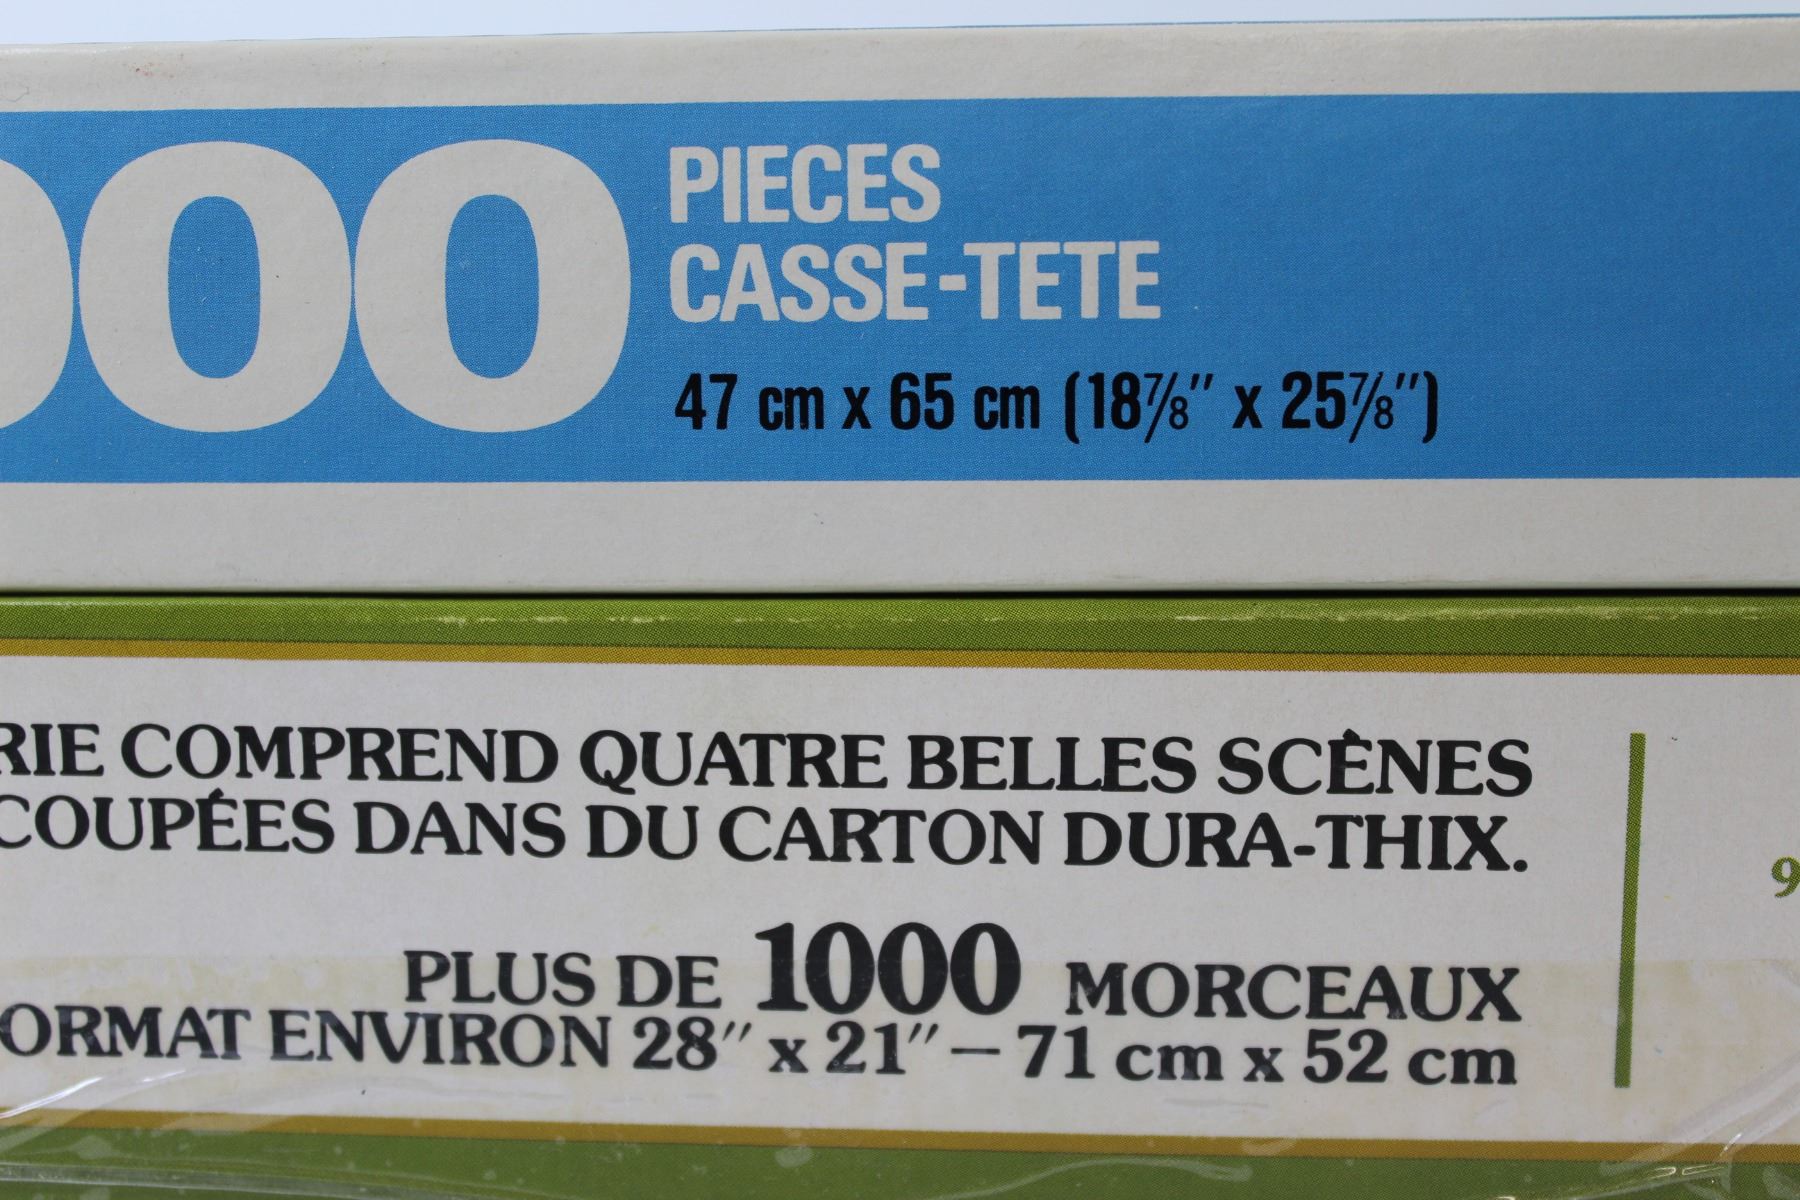 000
PIECES
CASSE-TETE
47 cm x 65 cm (18⅞" x 25⅞")
RIE COMPREND QUATRE BELLES SCÈNES
COUPÉES DANS DU CARTON DURA-THIX.
PLUS DE 1000 MORCEAUX
ORMAT ENVIRON 28" x 21" – 71 cm x 52 cm
9